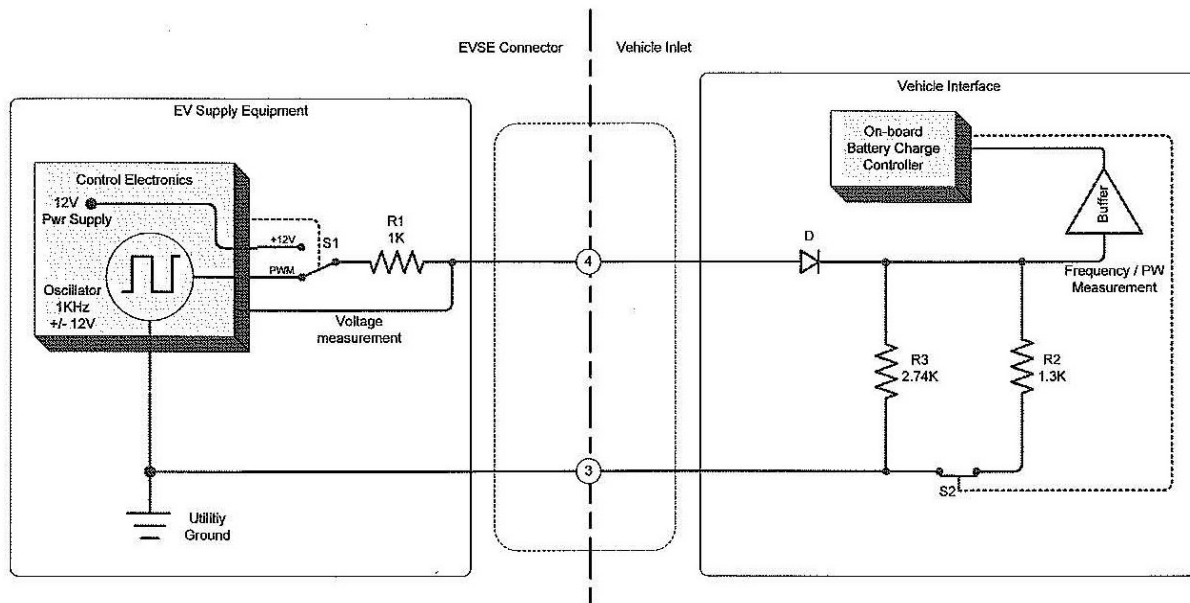 EVSE Connector
Vehicle Inlet
EV Supply Equipment
Control Electronics
12V
Pwr Supply
+12V
S1
R1
1K
PWM
Oscillator
1KHz
+/- 12V
Voltage
measurement
Utilitiy
Ground
4
3
Vehicle Interface
On-board
Battery Charge
Controller
Buffer
D
Frequency / PW
Measurement
R3
2.74K
R2
1.3K
S2